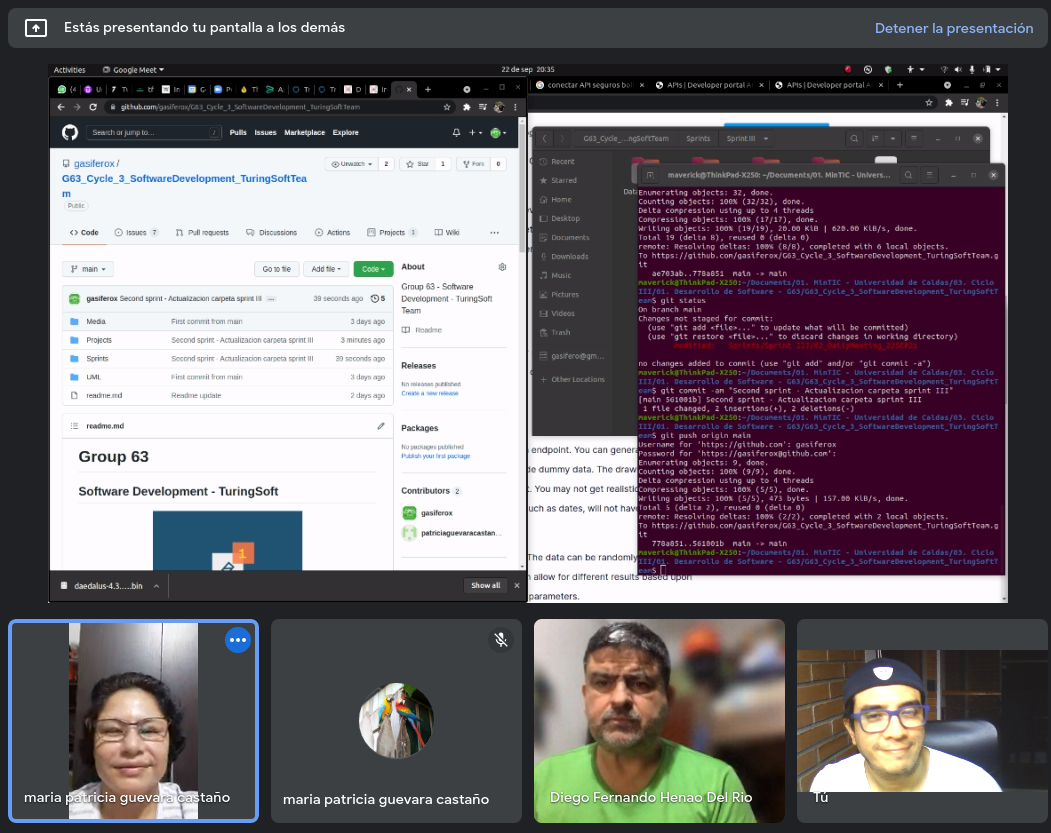 Estás presentando tu pantalla a los demás
Detener la presentación
Activities
Google Meet
22 de sep 20:35
conectar API seguros bol
APIs | Developer portal A
APIs | Developer portal A
github.com/gasiferox/G63_Cycle_3_SoftwareDevelopment_TuringSoftTeam
Search or jump to...
/
Pulls
Issues
Marketplace
Explore
gasiferox /
G63_Cycle_3_SoftwareDevelopment_TuringSoftTea
m
Public
Unwatch
2
Star
1
Fork
0
Code
Issues 7
Pull requests
Discussions
Actions
Projects 1
Wiki
main
Go to file
Add file
Code
gasiferox Second sprint - Actualizacion carpeta sprint III
39 seconds ago
5
Media
First commit from main
3 days ago
Projects
Second sprint - Actualizacion carpeta sprint III
3 minutes ago
Sprints
Second sprint - Actualizacion carpeta sprint III
39 seconds ago
UML
First commit from main
3 days ago
readme.md
Readme update
2 days ago
readme.md
Group 63
Software Development - TuringSoft
1
About
Group 63 - Software
Development - TuringSoft
Team
Readme
Releases
No releases published
Create a new release
Packages
No packages published
Publish your first package
Contributors 2
gasiferox
patriciaguevaracastan...
daedalus-4.3.....bin
Show all
G63_Cycle_...ngSoftTeam
Sprints
Sprint III
Recent
Starred
Home
Desktop
Documents
Downloads
Music
Pictures
Videos
Trash
gasifero@gm...
Other Locations
Dat
maverick@ThinkPad-X250: ~/Documents/01. MinTIC - Univers...
Enumerating objects: 32, done.
Counting objects: 100% (32/32), done.
Delta compression using up to 4 threads
Compressing objects: 100% (17/17), done.
Writing objects: 100% (19/19), 20.00 KiB | 620.00 KiB/s, done.
Total 19 (delta 8), reused 0 (delta 0)
remote: Resolving deltas: 100% (8/8), completed with 6 local objects.
To https://github.com/gasiferox/G63_Cycle_3_SoftwareDevelopment_TuringSoftTeam.g
it
ae703ab..778a051 main -> main
maverick@ThinkPad-X250:~/Documents/01. MinTIC - Universidad de Caldas/03. Ciclo
III/01. Desarrollo de Software - G63/G63_Cycle_3_SoftwareDevelopment_TuringSoftT
eam$ git status
On branch main
Changes not staged for commit:
(use "git add <file>..." to update what will be committed)
(use "git restore <file>..." to discard changes in working directory)
no changes added to commit (use "git add" and/or "git commit -a")
maverick@ThinkPad-X250:~/Documents/01. MinTIC - Universidad de Caldas/03. Ciclo
III/01. Desarrollo de Software - G63/G63_Cycle_3_SoftwareDevelopment_TuringSoftT
eam$ git commit -am "Second sprint - Actualizacion carpeta sprint III"
[main 561001b] Second sprint - Actualizacion carpeta sprint III
1 file changed, 2 insertions(+), 2 deletions(-)
maverick@ThinkPad-X250:~/Documents/01. MinTIC - Universidad de Caldas/03. Ciclo
III/01. Desarrollo de Software - G63/G63_Cycle_3_SoftwareDevelopment_TuringSoftT
eam$ git push origin main
Username for 'https://github.com': gasiferox
Password for 'https://gasiferox@github.com':
Enumerating objects: 9, done.
Counting objects: 100% (9/9), done.
Delta compression using up to 4 threads
Compressing objects: 100% (5/5), done.
Writing objects: 100% (5/5), 473 bytes | 157.00 KiB/s, done.
Total 5 (delta 2), reused 0 (delta 0)
remote: Resolving deltas: 100% (2/2), completed with 2 local objects.
To https://github.com/gasiferox/G63_Cycle_3_SoftwareDevelopment_TuringSoftTeam.g
it
778a051..561001b main -> main
maverick@ThinkPad-X250:~/Documents/01. MinTIC - Universidad de Caldas/03. Ciclo
III/01. Desarrollo de Software - G63/G63_Cycle_3_SoftwareDevelopment_TuringSoftT
eam$
endpoint. You can genera
de dummy data. The draw
t. You may not get realistic
uch as dates, will not hav
The data can be randomly
n allow for different results based upon
parameters.
maria patricia guevara castaño
maria patricia guevara castaño
Diego Fernando Henao Del Rio
Tú